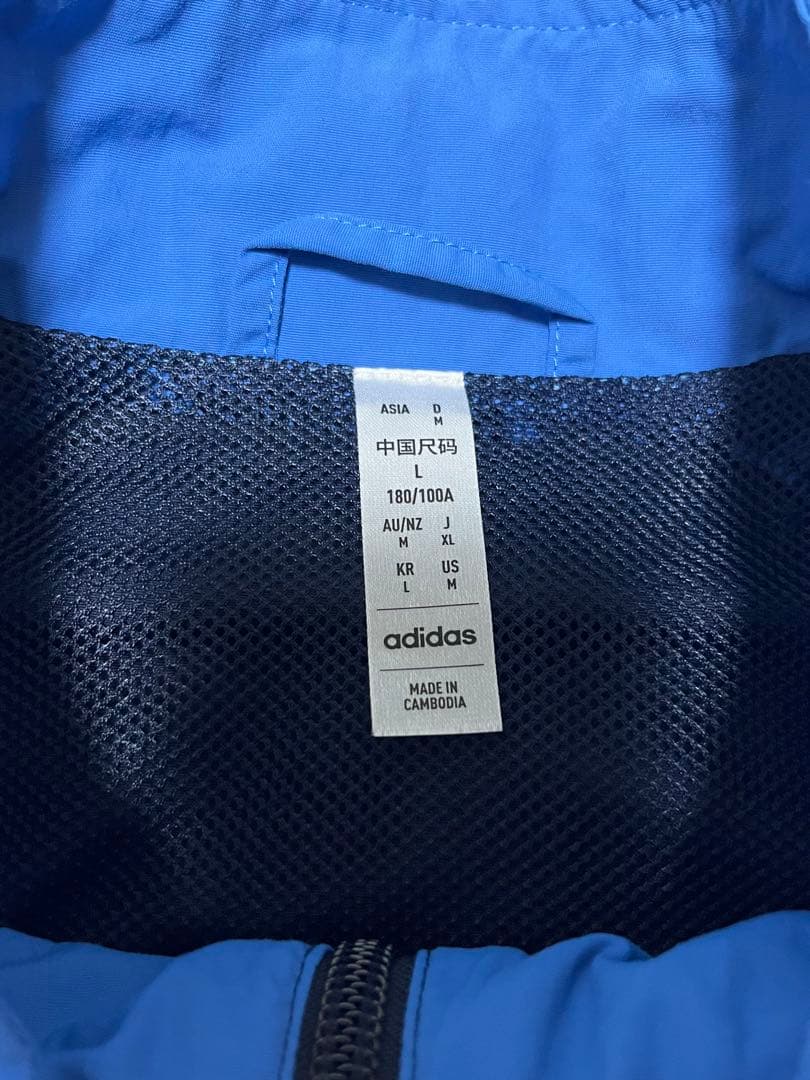 ASIA D
M
中国尺码
L
180/100A
AU/NZ J
M XL
KR US
L M
adidas
MADE IN
CAMBODIA